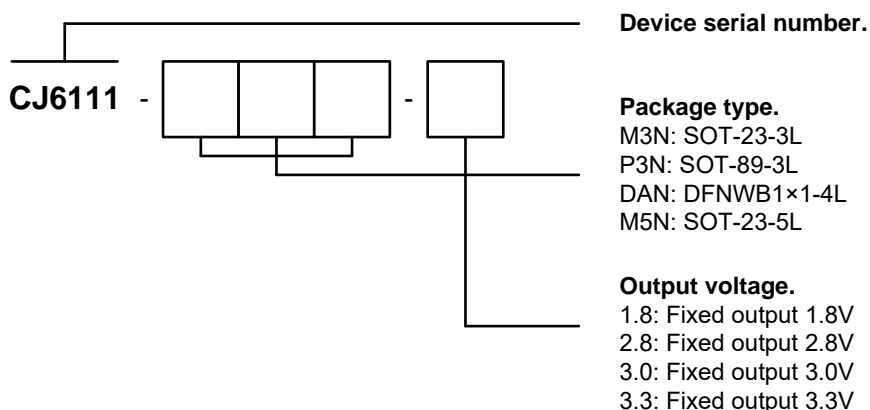 Device serial number.
CJ6111 - -
Package type.
M3N: SOT-23-3L
P3N: SOT-89-3L
DAN: DFNWB1×1-4L
M5N: SOT-23-5L
Output voltage.
1.8: Fixed output 1.8V
2.8: Fixed output 2.8V
3.0: Fixed output 3.0V
3.3: Fixed output 3.3V